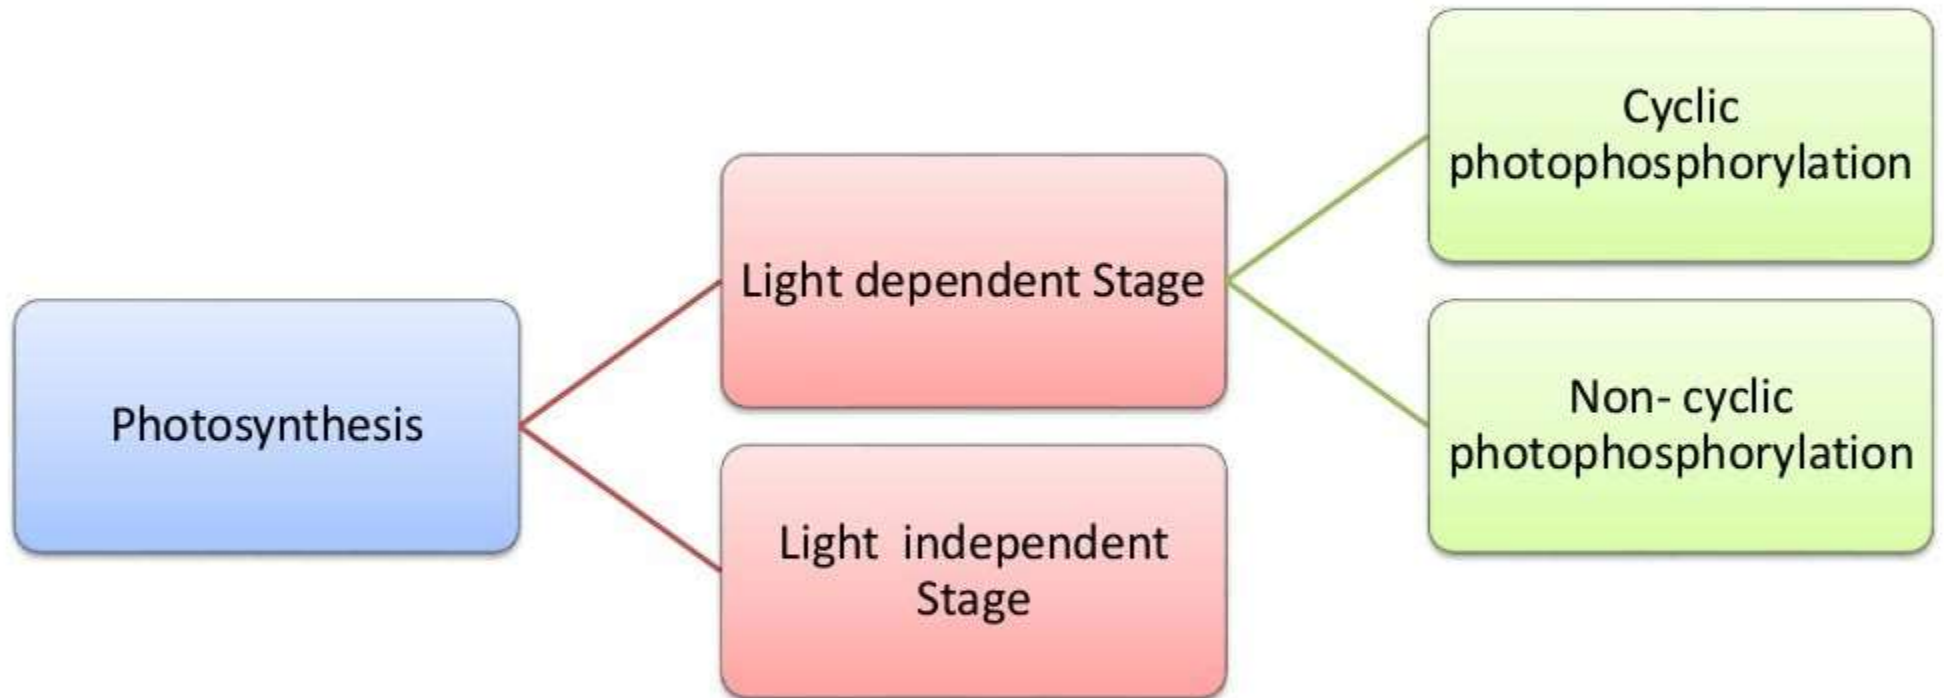 Photosynthesis
Light dependent Stage
Light  independent
Stage
Cyclic
photophosphorylation
Non- cyclic
photophosphorylation